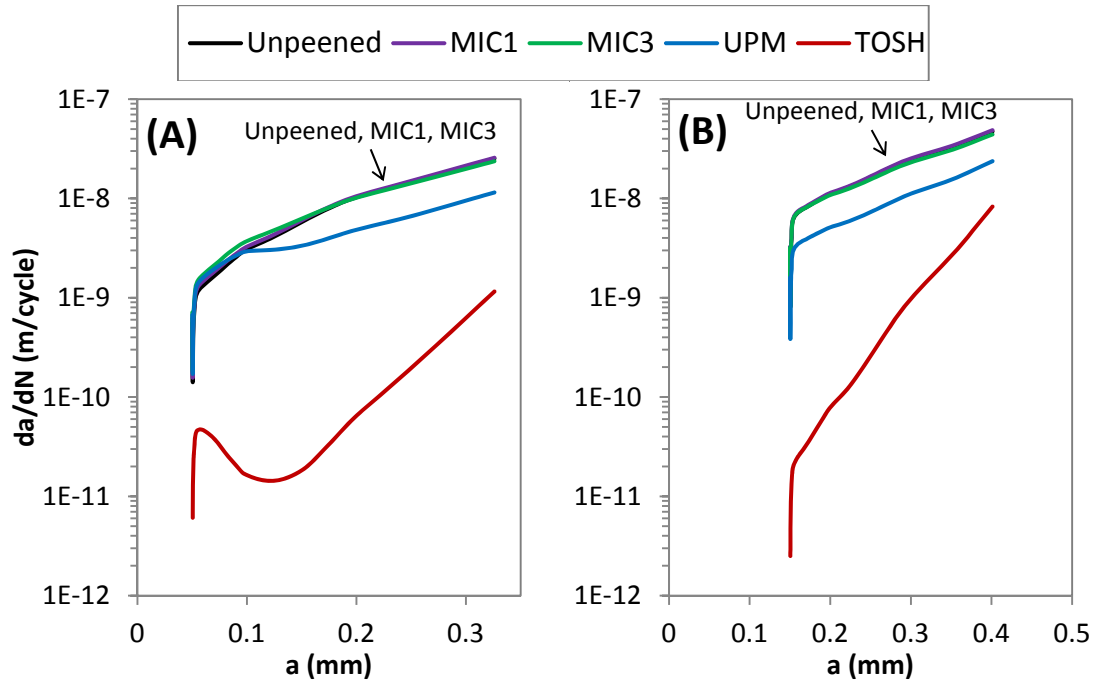 Unpeened MIC1 MIC3 UPM TOSH
(A)
Unpeened, MIC1, MIC3
da/dN (m/cycle)
1E-7
1E-8
1E-9
1E-10
1E-11
1E-12
0 0.1 0.2 0.3
a (mm)
(B)
Unpeened, MIC1, MIC3
1E-7
1E-8
1E-9
1E-10
1E-11
1E-12
0 0.1 0.2 0.3 0.4 0.5
a (mm)